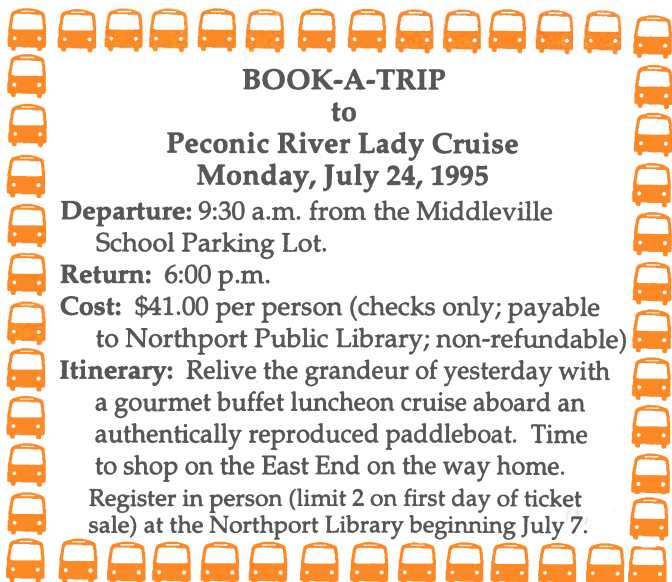 BOOK-A-TRIP
to
Peconic River Lady Cruise
Monday, July 24, 1995
Departure: 9:30 a.m. from the Middleville
School Parking Lot.
Return: 6:00 p.m.
Cost: $41.00 per person (checks only; payable
to Northport Public Library; non-refundable)
Itinerary: Relive the grandeur of yesterday with
a gourmet buffet luncheon cruise aboard an
authentically reproduced paddleboat. Time
to shop on the East End on the way home.
Register in person (limit 2 on first day of ticket
sale) at the Northport Library beginning July 7.